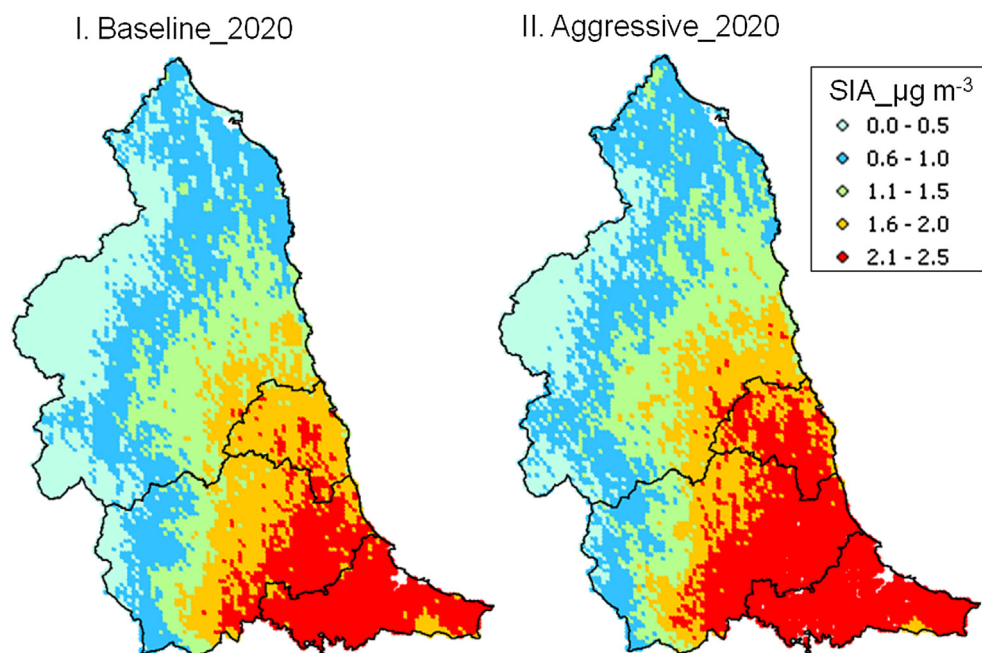 I. Baseline_2020
II. Aggressive_2020
SIA_µg m-3
0.0 - 0.5
0.6 - 1.0
1.1 - 1.5
1.6 - 2.0
2.1 - 2.5